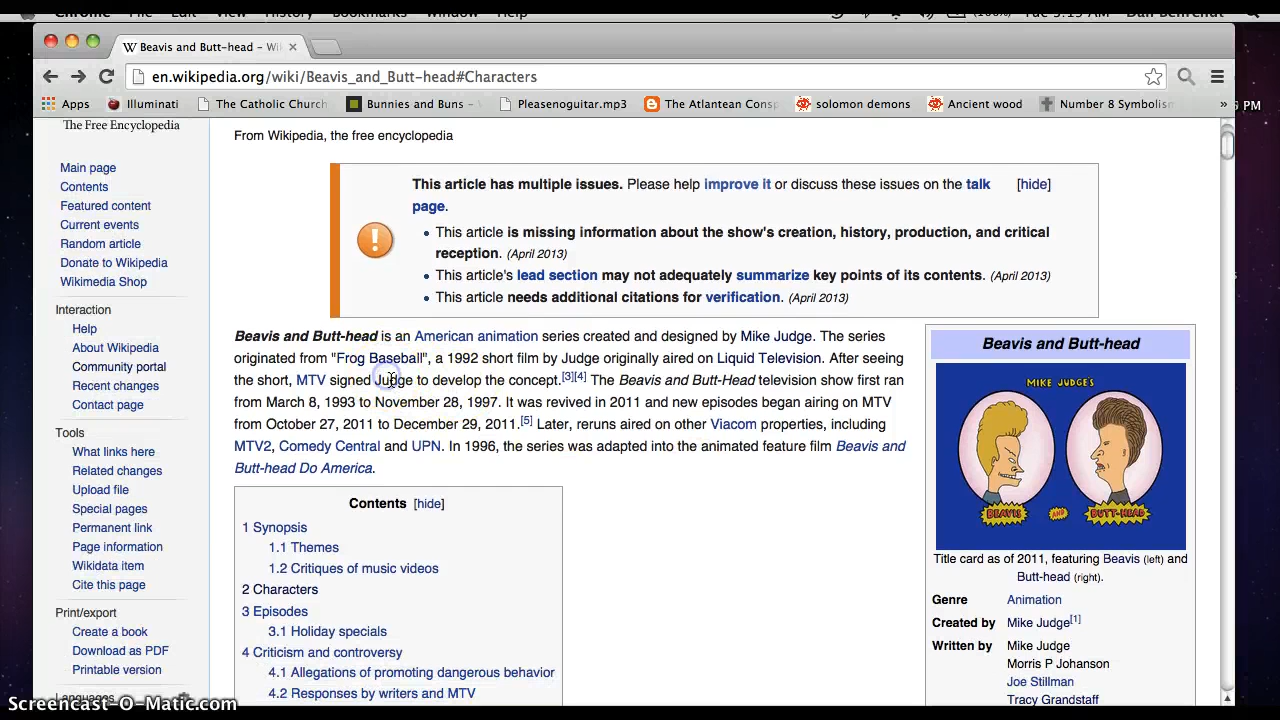 Chrome File Edit View History Bookmarks Window Help (100%) Tue 5:15 AM Dan Behrendt
Beavis and Butt-head – Wi
en.wikipedia.org/wiki/Beavis_and_Butt-head#Characters
Apps Illuminati The Catholic Church Bunnies and Buns - Pleasenoguitar.mp3 The Atlantean Consp solomon demons Ancient wood Number 8 Symbolism »
The Free Encyclopedia
Main page
Contents
Featured content
Current events
Random article
Donate to Wikipedia
Wikimedia Shop
Interaction
Help
About Wikipedia
Community portal
Recent changes
Contact page
Tools
What links here
Related changes
Upload file
Special pages
Permanent link
Page information
Wikidata item
Cite this page
Print/export
Create a book
Download as PDF
Printable version
Languages
From Wikipedia, the free encyclopedia
This article has multiple issues. Please help improve it or discuss these issues on the talk [hide]
page.
• This article is missing information about the show's creation, history, production, and critical
reception. (April 2013)
• This article's lead section may not adequately summarize key points of its contents. (April 2013)
• This article needs additional citations for verification. (April 2013)
Beavis and Butt-head is an American animation series created and designed by Mike Judge. The series
originated from "Frog Baseball", a 1992 short film by Judge originally aired on Liquid Television. After seeing
the short, MTV signed Judge to develop the concept.[3][4] The Beavis and Butt-Head television show first ran
from March 8, 1993 to November 28, 1997. It was revived in 2011 and new episodes began airing on MTV
from October 27, 2011 to December 29, 2011.[5] Later, reruns aired on other Viacom properties, including
MTV2, Comedy Central and UPN. In 1996, the series was adapted into the animated feature film Beavis and
Butt-head Do America.
Contents [hide]
1 Synopsis
1.1 Themes
1.2 Critiques of music videos
2 Characters
3 Episodes
3.1 Holiday specials
4 Criticism and controversy
4.1 Allegations of promoting dangerous behavior
4.2 Responses by writers and MTV
Beavis and Butt-head
MIKE JUDGE'S
BEAVIS AND BUTT-HEAD
Title card as of 2011, featuring Beavis (left) and
Butt-head (right).
Genre Animation
Created by Mike Judge[1]
Written by Mike Judge
Morris P Johanson
Joe Stillman
Tracy Grandstaff
Screencast-O-Matic.com